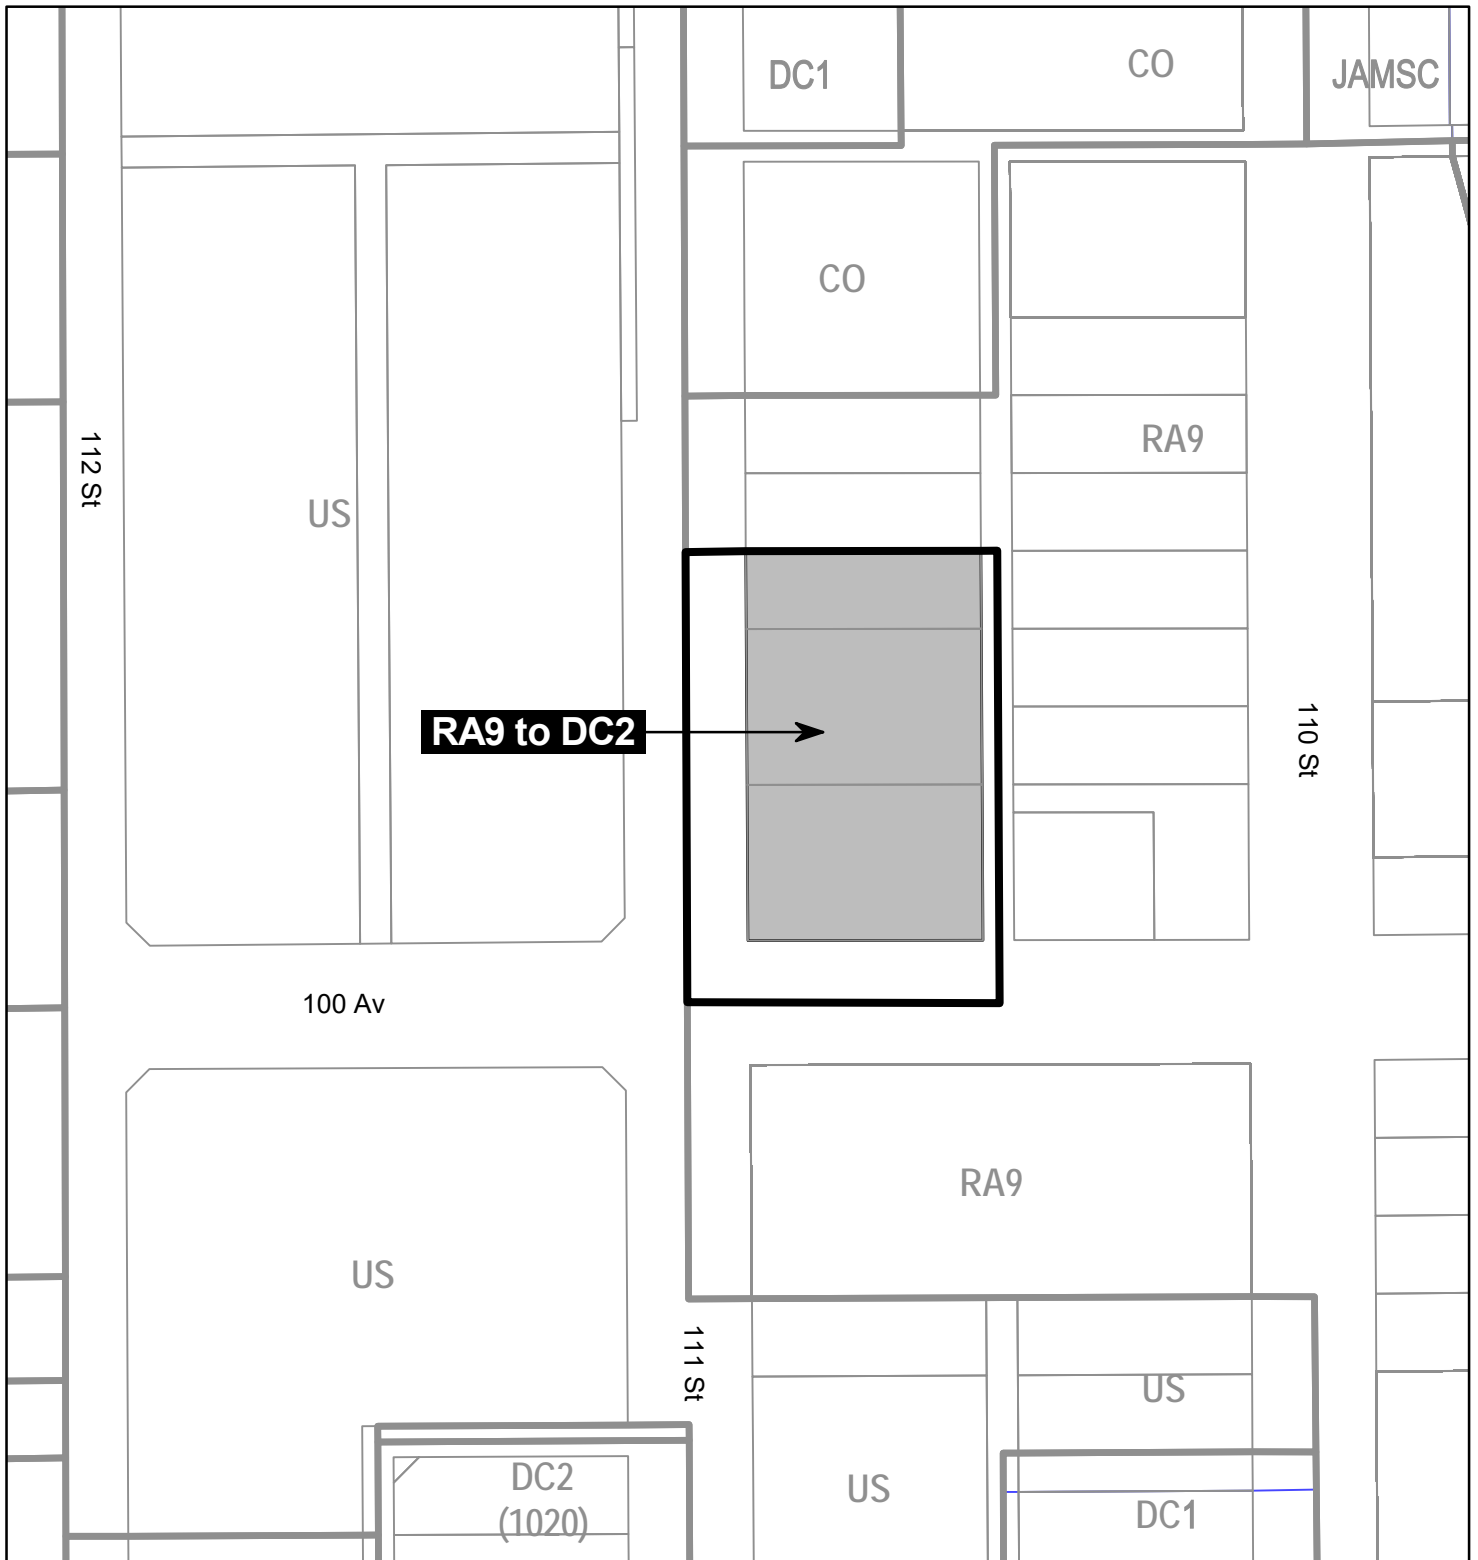 DC1
CO
JAMSC
CO
112 St
RA9
US
RA9 to DC2
110 St
100 Av
RA9
US
111 St
US
DC2
(1020)
US
DC1